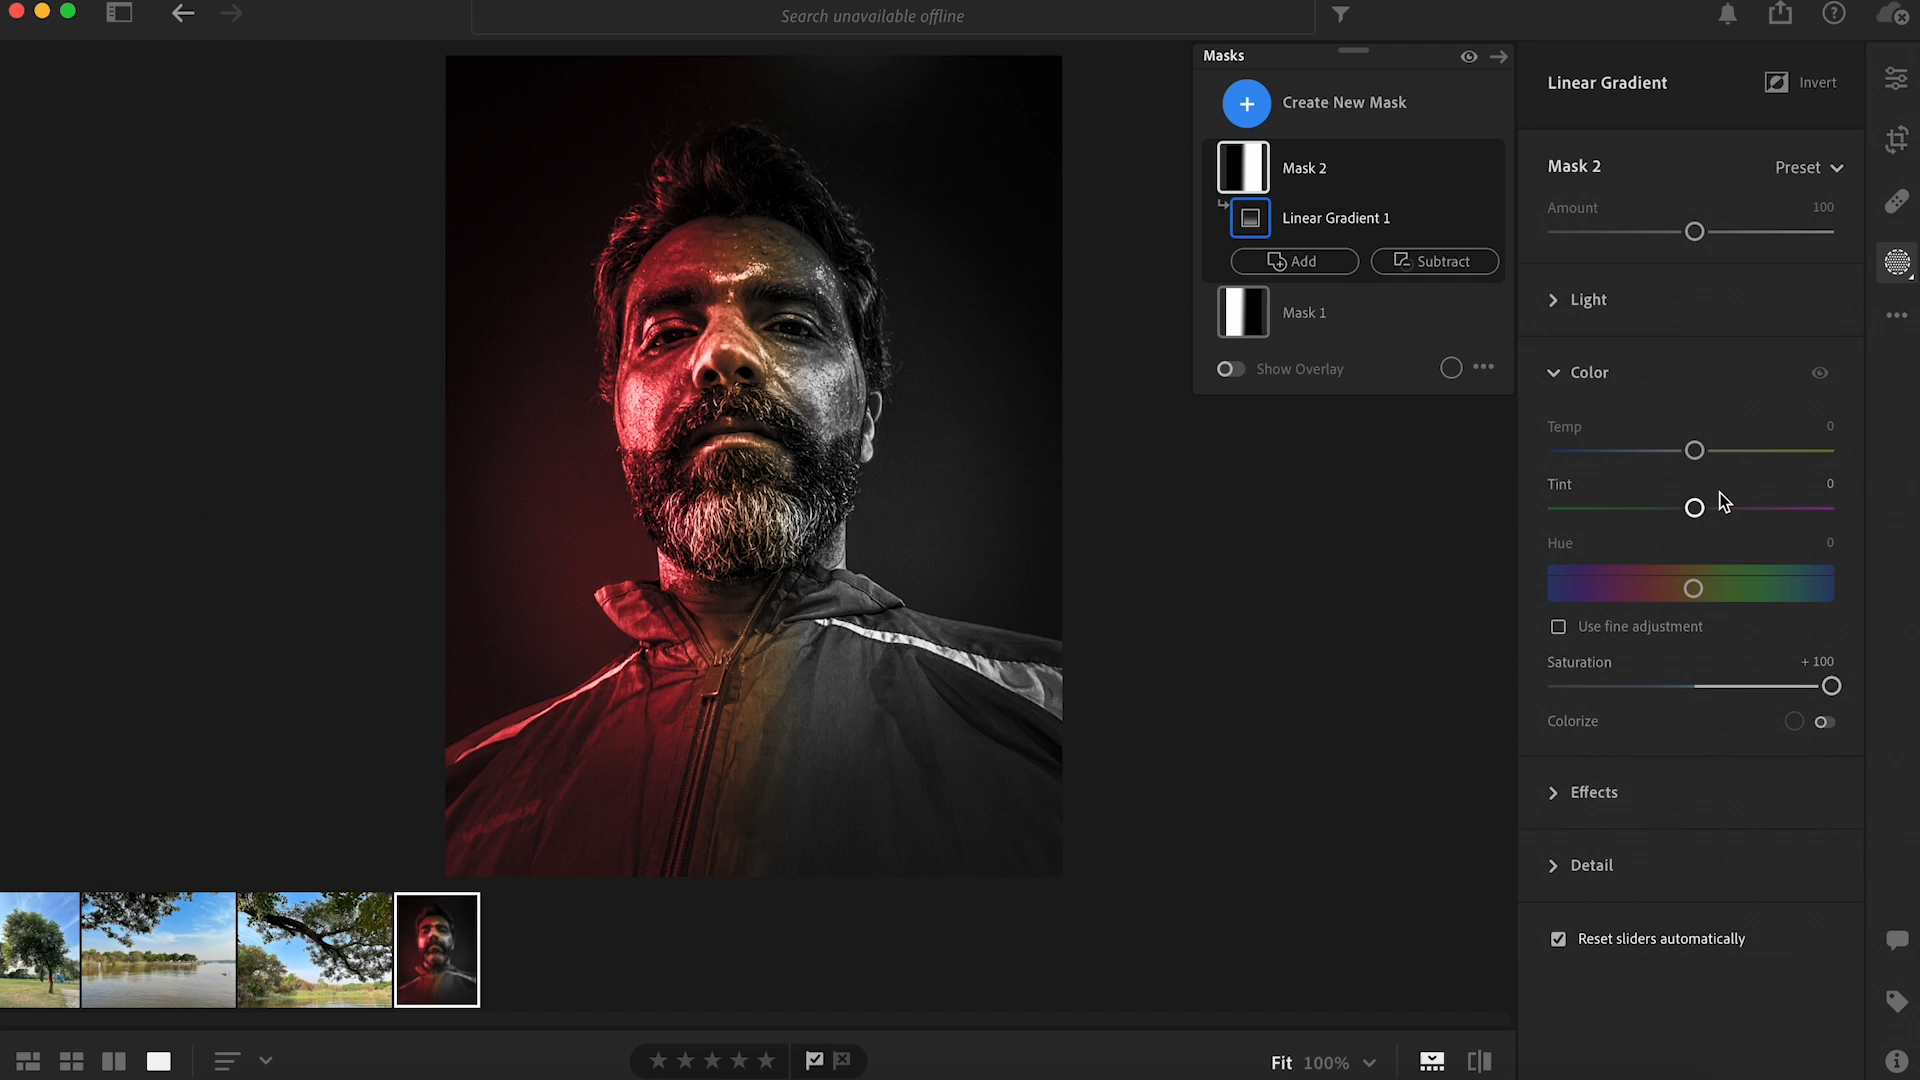 Search unavailable offline
Masks
Create New Mask
Mask 2
Linear Gradient 1
Add
Subtract
Mask 1
Show Overlay
Linear Gradient
Invert
Mask 2
Preset
Amount
100
Light
Color
Temp
0
Tint
0
Hue
0
Use fine adjustment
Saturation
+ 100
Colorize
Effects
Detail
Reset sliders automatically
Fit
100%